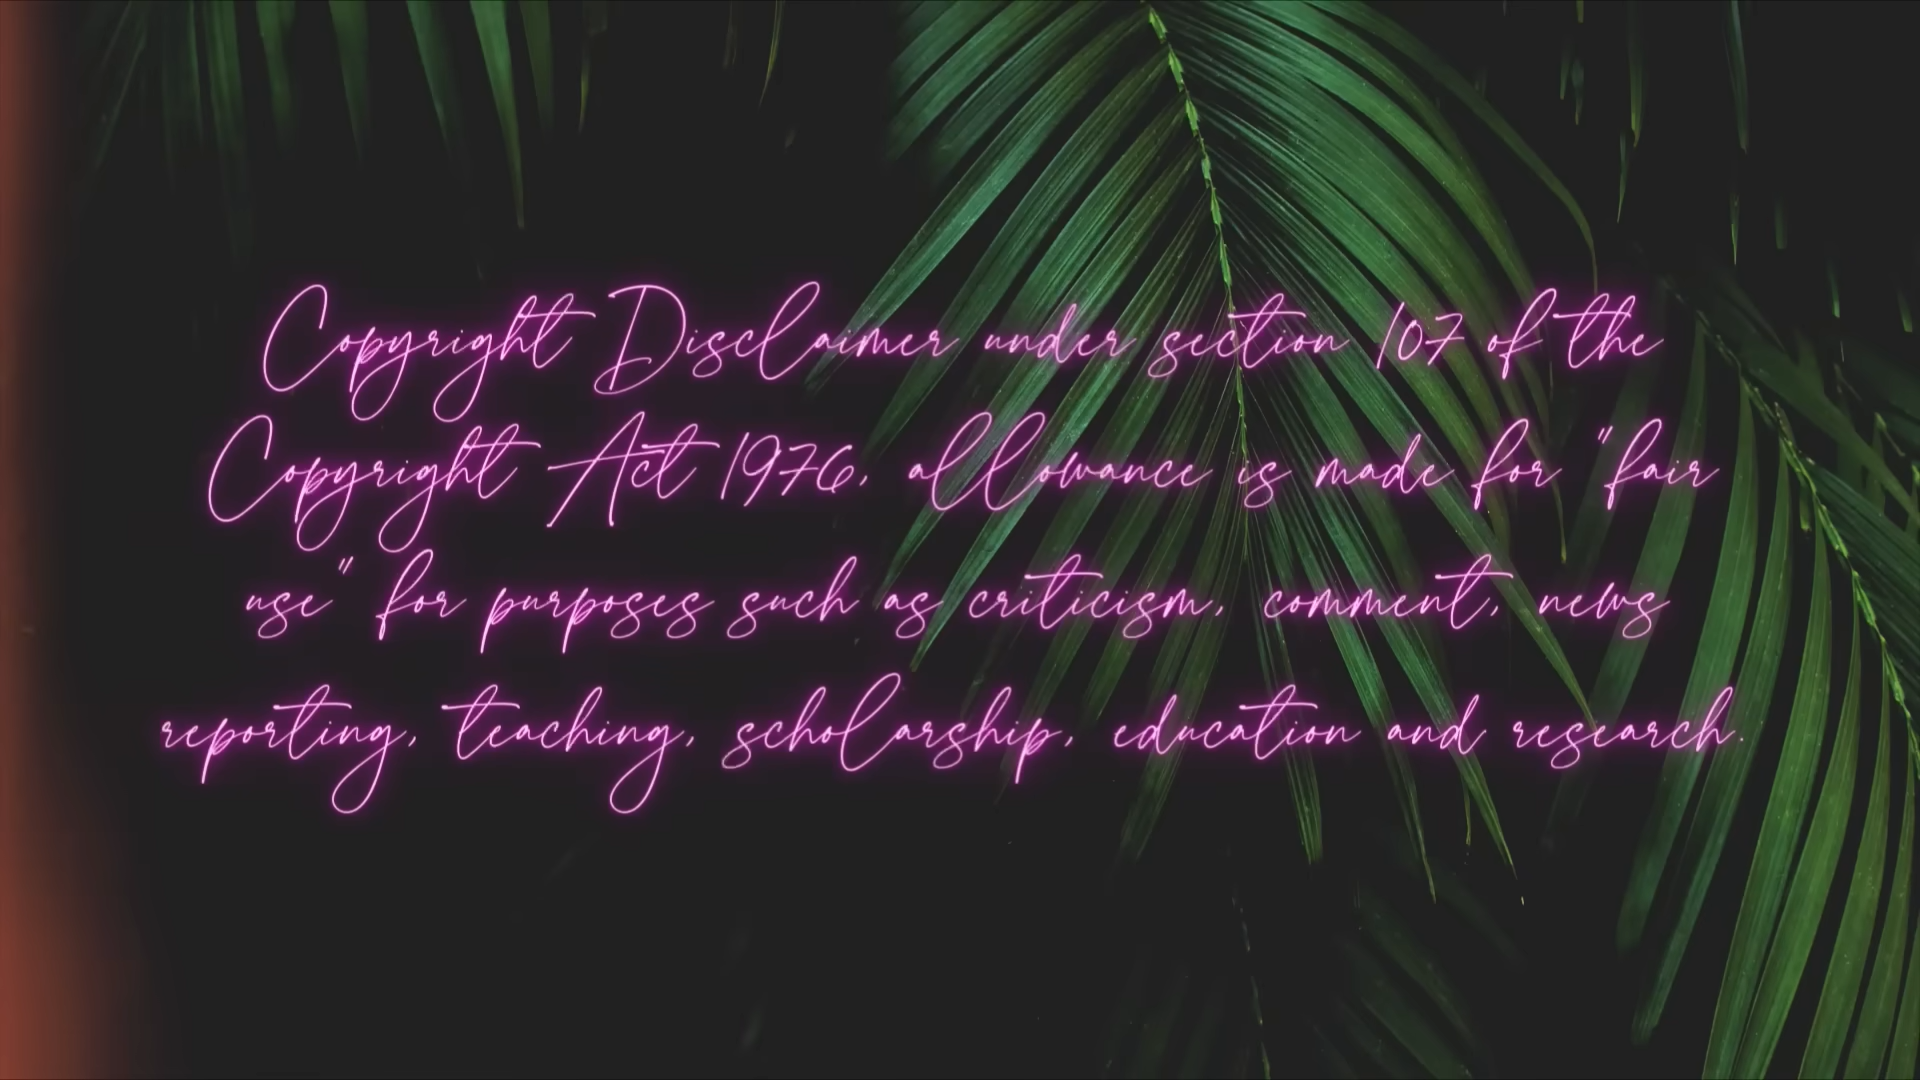 Copyright Disclaimer under section 107 of the
Copyright Act 1976, allowance is made for "fair
use" for purposes such as criticism, comment, news
reporting, teaching, scholarship, education and research.